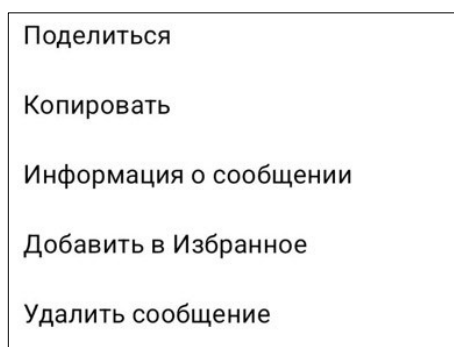 Поделиться
Копировать
Информация о сообщении
Добавить в Избранное
Удалить сообщение